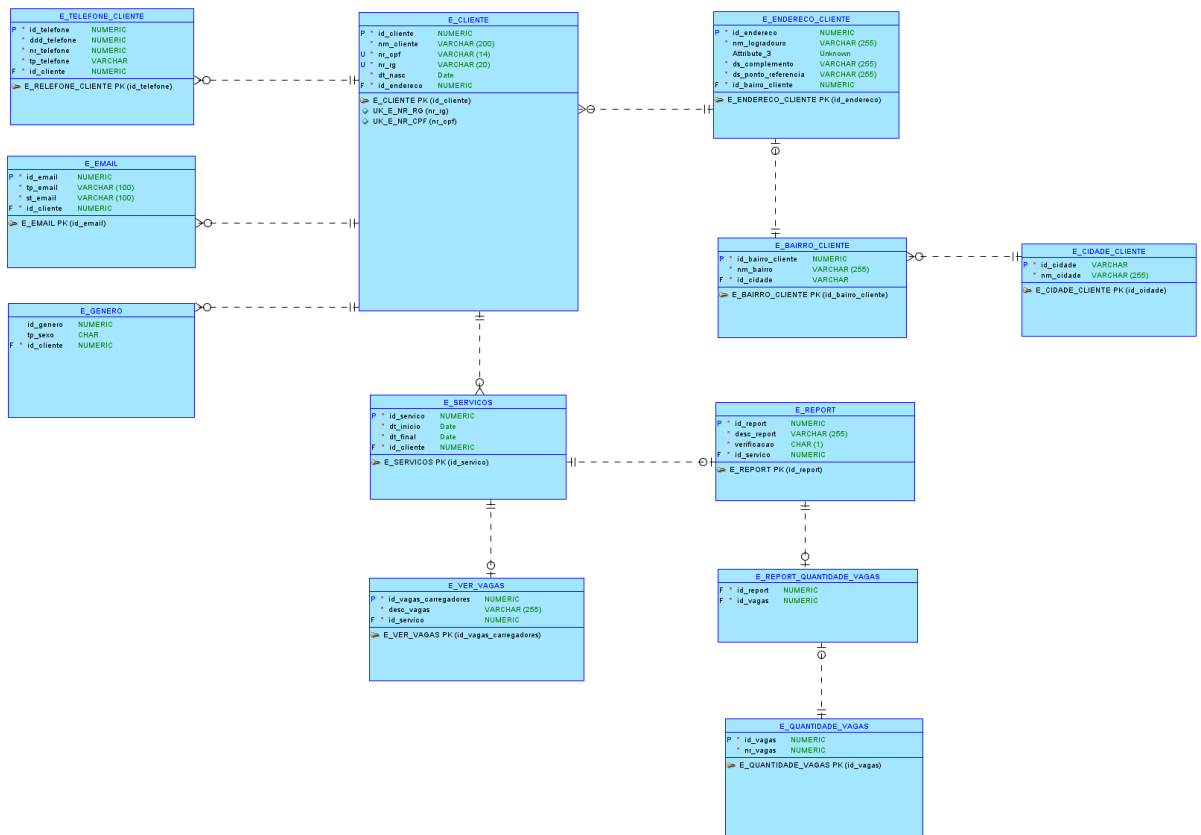 E_TELEFONE_CLIENTE
P * id_telefone NUMERIC
* ddd_telefone NUMERIC
* nr_telefone NUMERIC
* tp_telefone VARCHAR
F * id_cliente NUMERIC
E_RELEFONE_CLIENTE PK (id_telefone)
E_CLIENTE
P * id_cliente NUMERIC
* nm_cliente VARCHAR (200)
U * nr_cpf VARCHAR (14)
U * nr_rg VARCHAR (20)
* dt_nasc Date
F * id_endereco NUMERIC
E_CLIENTE PK (id_cliente)
UK_E_NR_RG (nr_rg)
UK_E_NR_CPF (nr_cpf)
E_ENDERECO_CLIENTE
P * id_endereco NUMERIC
* nm_logradouro VARCHAR (255)
Attribute_3 Unknown
* ds_complemento VARCHAR (255)
* ds_ponto_referencia VARCHAR (255)
F * id_bairro_cliente NUMERIC
E_ENDERECO_CLIENTE PK (id_endereco)
E_EMAIL
P * id_email NUMERIC
* tp_email VARCHAR (100)
* st_email VARCHAR (100)
F * id_cliente NUMERIC
E_EMAIL PK (id_email)
E_BAIRRO_CLIENTE
P * id_bairro_cliente NUMERIC
* nm_bairro VARCHAR (255)
F * id_cidade VARCHAR
E_BAIRRO_CLIENTE PK (id_bairro_cliente)
E_CIDADE_CLIENTE
P * id_cidade VARCHAR
* nm_cidade VARCHAR (255)
E_CIDADE_CLIENTE PK (id_cidade)
E_GENERO
id_genero NUMERIC
tp_sexo CHAR
F * id_cliente NUMERIC
E_SERVICOS
P * id_servico NUMERIC
* dt_inicio Date
* dt_final Date
F * id_cliente NUMERIC
E_SERVICOS PK (id_servico)
E_REPORT
P * id_report NUMERIC
* desc_report VARCHAR (255)
* verificacao CHAR (1)
F * id_servico NUMERIC
E_REPORT PK (id_report)
E_VER_VAGAS
P * id_vagas_carregadores NUMERIC
* desc_vagas VARCHAR (255)
F * id_servico NUMERIC
E_VER_VAGAS PK (id_vagas_carregadores)
E_REPORT_QUANTIDADE_VAGAS
F * id_report NUMERIC
F * id_vagas NUMERIC
E_QUANTIDADE_VAGAS
P * id_vagas NUMERIC
* nr_vagas NUMERIC
E_QUANTIDADE_VAGAS PK (id_vagas)